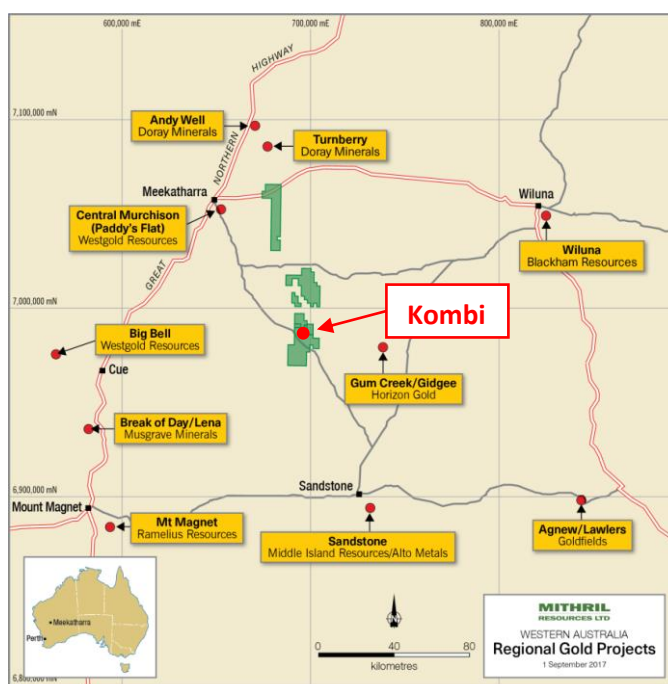 600,000 mE
700,000 mE
800,000 mE
HIGHWAY
7,100,000 mN
Andy Well
Doray Minerals
Turnberry
Doray Minerals
NORTHERN
Meekatharra
Wiluna
Central Murchison
(Paddy's Flat)
Westgold Resources
Wiluna
Blackham Resources
GREAT
7,000,000 mN
Kombi
Big Bell
Westgold Resources
Cue
Gum Creek/Gidgee
Horizon Gold
Break of Day/Lena
Musgrave Minerals
6,900,000 mN
Sandstone
Mount Magnet
Mt Magnet
Ramelius Resources
Sandstone
Middle Island Resources/Alto Metals
Agnew/Lawlers
Goldfields
Meekatharra
Perth
0 40 80
kilometres
MITHRIL
RESOURCES LTD
WESTERN AUSTRALIA
Regional Gold Projects
1 September 2017